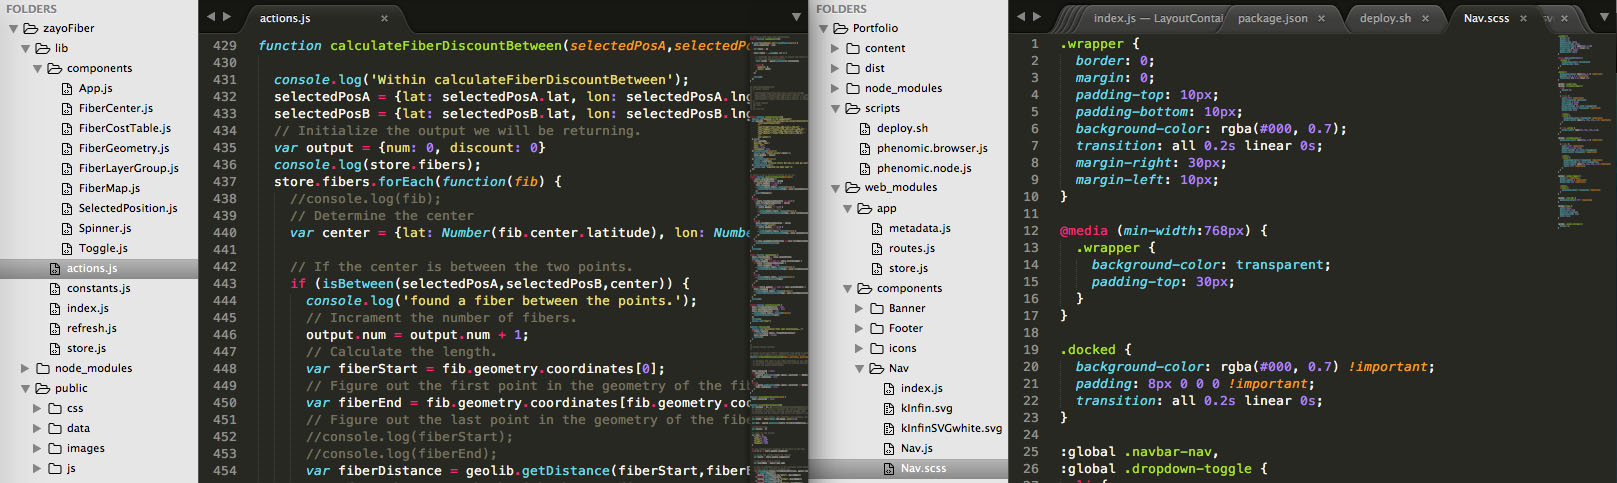 FOLDERS
zayoFiber
lib
components
App.js
FiberCenter.js
FiberCostTable.js
FiberGeometry.js
FiberLayerGroup.js
FiberMap.js
SelectedPosition.js
Spinner.js
Toggle.js
actions.js
constants.js
index.js
refresh.js
store.js
node_modules
public
css
data
images
js
actions.js
429 function calculateFiberDiscountBetween(selectedPosA,selectedPo
430
431 console.log('Within calculateFiberDiscountBetween');
432 selectedPosA = {lat: selectedPosA.lat, lon: selectedPosA.lng
433 selectedPosB = {lat: selectedPosB.lat, lon: selectedPosB.lng
434 // Initialize the output we will be returning.
435 var output = {num: 0, discount: 0}
436 console.log(store.fibers);
437 store.fibers.forEach(function(fib) {
438 //console.log(fib);
439 // Determine the center
440 var center = {lat: Number(fib.center.latitude), lon: Numbe
441
442 // If the center is between the two points.
443 if (isBetween(selectedPosA,selectedPosB,center)) {
444 console.log('found a fiber between the points.');
445 // Incrament the number of fibers.
446 output.num = output.num + 1;
447 // Calculate the length.
448 var fiberStart = fib.geometry.coordinates[0];
449 // Figure out the first point in the geometry of the fib
450 var fiberEnd = fib.geometry.coordinates[fib.geometry.coo
451 // Figure out the last point in the geometry of the fibe
452 //console.log(fiberStart);
453 //console.log(fiberEnd);
454 var fiberDistance = geolib.getDistance(fiberStart,fiberE
FOLDERS
Portfolio
content
dist
node_modules
scripts
deploy.sh
phenomic.browser.js
phenomic.node.js
web_modules
app
metadata.js
routes.js
store.js
components
Banner
Footer
icons
Nav
index.js
kInfin.svg
kInfinSVGwhite.svg
Nav.js
Nav.scss
index.js — LayoutContai
package.json
deploy.sh
Nav.scss
1 .wrapper {
2 border: 0;
3 margin: 0;
4 padding-top: 10px;
5 padding-bottom: 10px;
6 background-color: rgba(#000, 0.7);
7 transition: all 0.2s linear 0s;
8 margin-right: 30px;
9 margin-left: 10px;
10 }
11
12 @media (min-width:768px) {
13 .wrapper {
14 background-color: transparent;
15 padding-top: 30px;
16 }
17 }
18
19 .docked {
20 background-color: rgba(#000, 0.7) !important;
21 padding: 8px 0 0 0 !important;
22 transition: all 0.2s linear 0s;
23 }
24
25 :global .navbar-nav,
26 :global .dropdown-toggle {